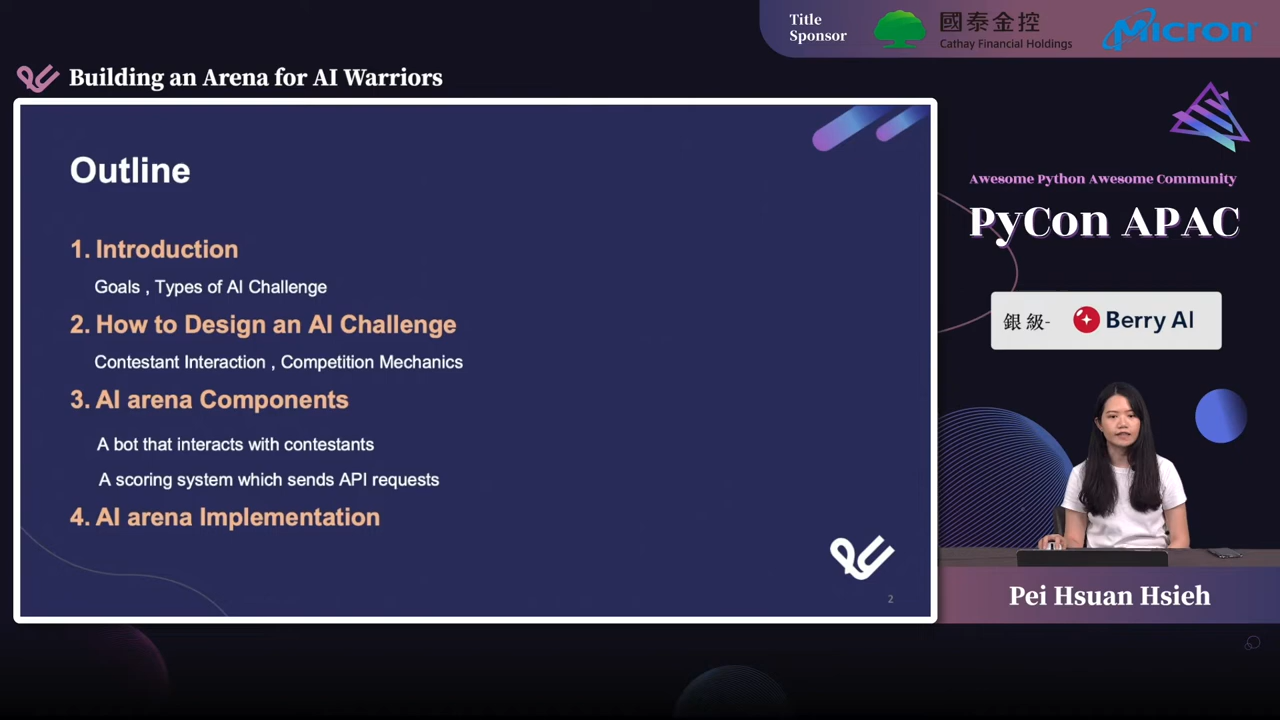 Title
Sponsor
國泰金控
Cathay Financial Holdings
Micron
Building an Arena for AI Warriors
Outline
1. Introduction
Goals , Types of AI Challenge
2. How to Design an AI Challenge
Contestant Interaction , Competition Mechanics
3. AI arena Components
A bot that interacts with contestants
A scoring system which sends API requests
4. AI arena Implementation
2
Awesome Python Awesome Community
PyCon APAC
銀級- Berry AI
Pei Hsuan Hsieh